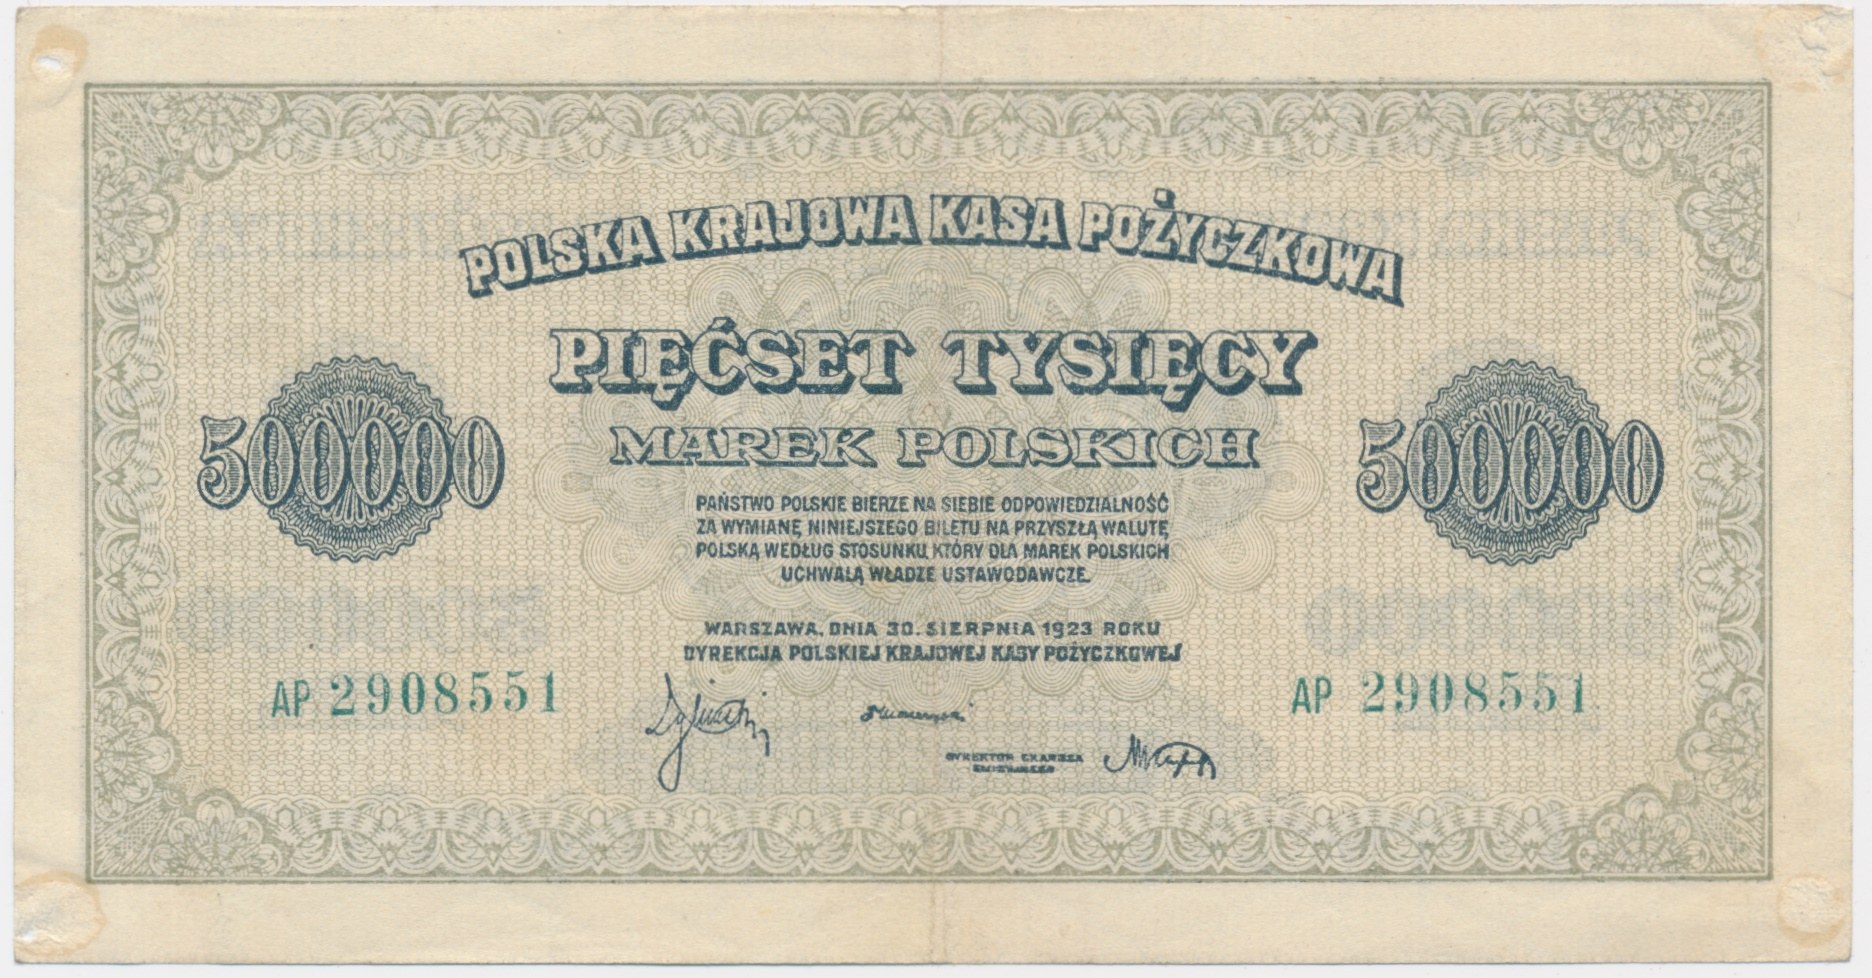 POLSKA KRAJOWA KASA POŻYCZKOWA
PIĘĆSET TYSIĘCY
MAREK POLSKICH
500000 500000
PAŃSTWO POLSKIE BIERZE NA SIEBIE ODPOWIEDZIALNOŚĆ
ZA WYMIANĘ NINIEJSZEGO BILETU NA PRZYSZŁĄ WALUTĘ
POLSKĄ WEDŁUG STOSUNKU, KTÓRY DLA MAREK POLSKICH
UCHWALĄ WŁADZE USTAWODAWCZE.
WARSZAWA, DNIA 30. SIERPNIA 1923 ROKU
DYREKCJA POLSKIEJ KRAJOWEJ KASY POŻYCZKOWEJ
AP 2908551 AP 2908551
DYREKTOR SKARBCA